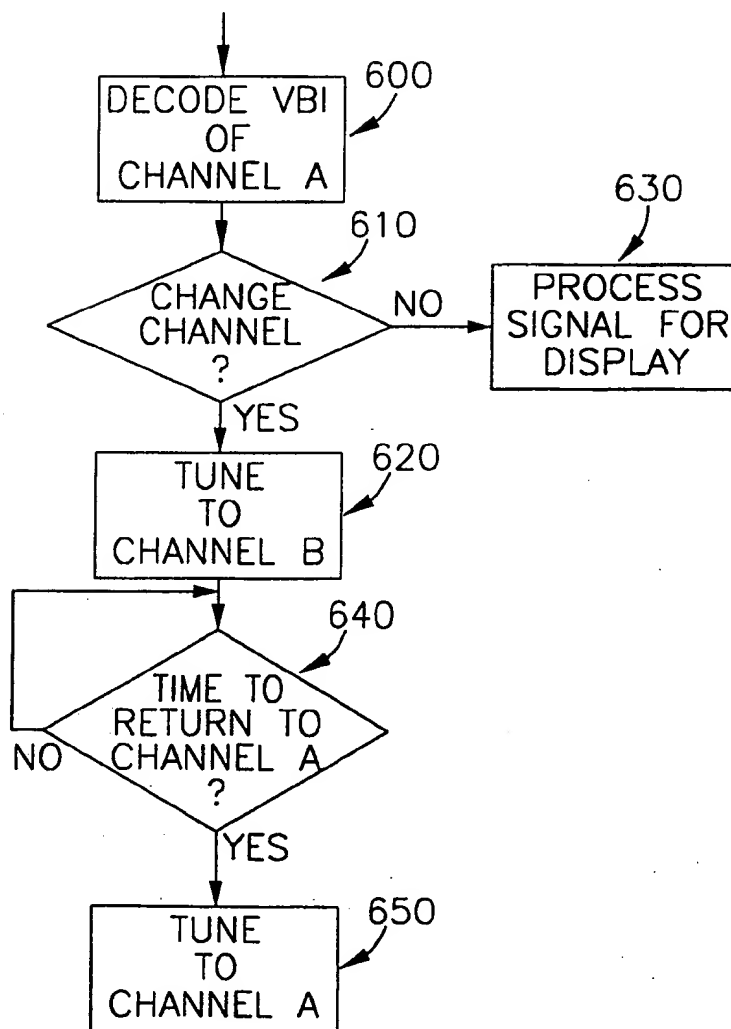 600
DECODE VBI
OF
CHANNEL A
610
630
CHANGE
CHANNEL
?
NO
PROCESS
SIGNAL FOR
DISPLAY
YES
620
TUNE
TO
CHANNEL B
640
TIME TO
RETURN TO
CHANNEL A
?
NO
YES
650
TUNE
TO
CHANNEL A